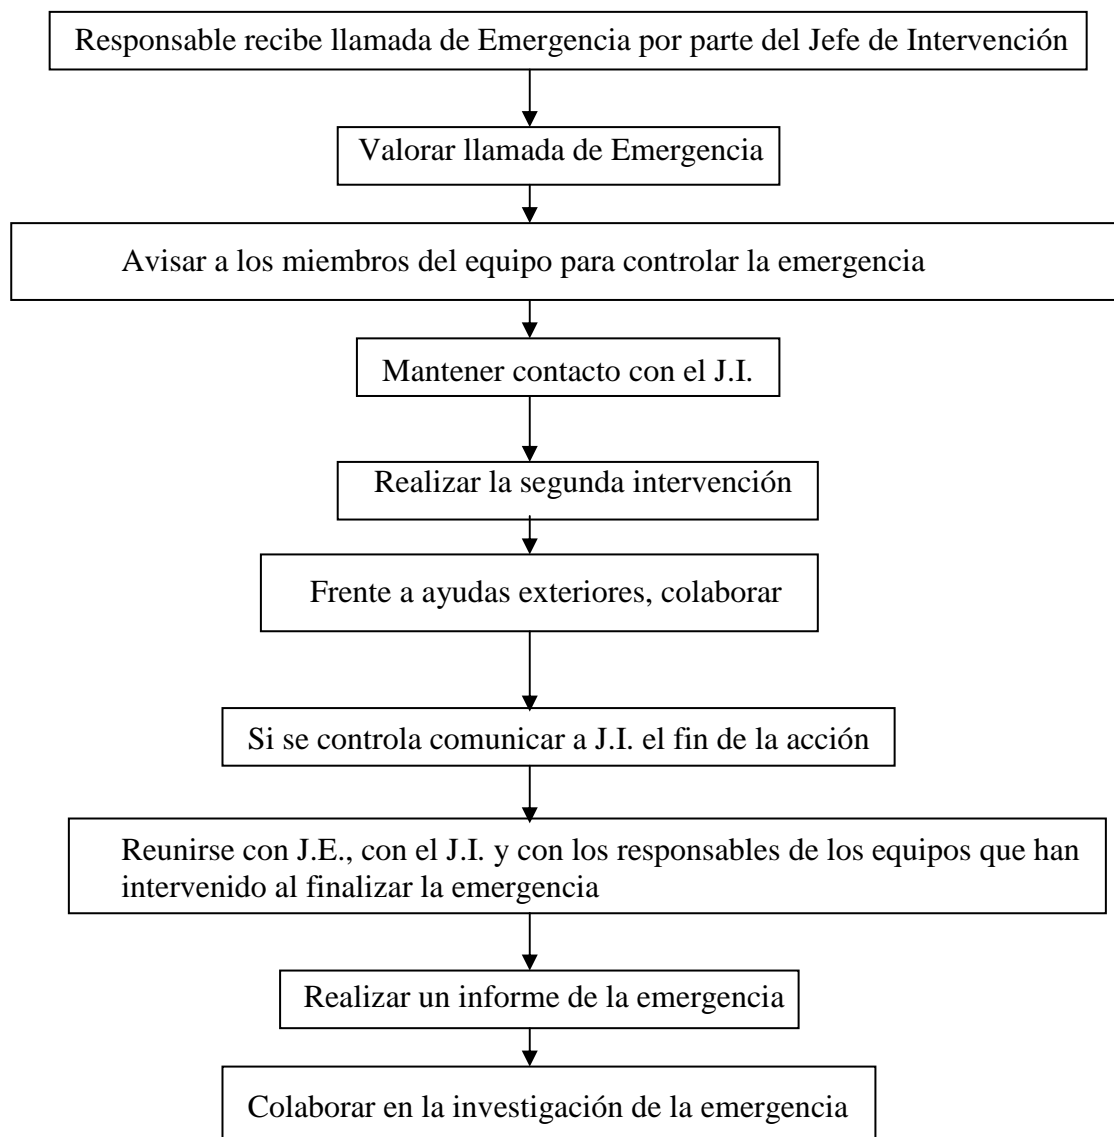 Responsable recibe llamada de Emergencia por parte del Jefe de Intervención
Valorar llamada de Emergencia
Avisar a los miembros del equipo para controlar la emergencia
Mantener contacto con el J.I.
Realizar la segunda intervención
Frente a ayudas exteriores, colaborar
Si se controla comunicar a J.I. el fin de la acción
Reunirse con J.E., con el J.I. y con los responsables de los equipos que han
intervenido al finalizar la emergencia
Realizar un informe de la emergencia
Colaborar en la investigación de la emergencia